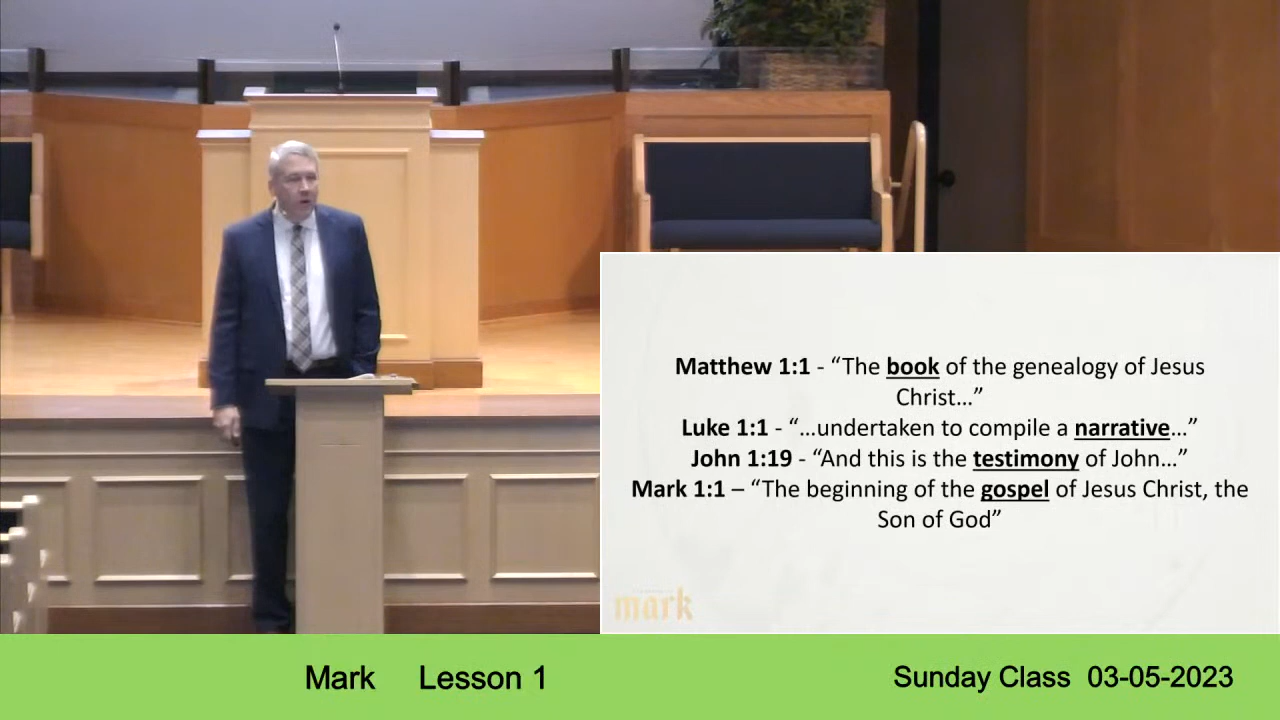 Matthew 1:1 - “The book of the genealogy of Jesus
Christ…”
Luke 1:1 - “…undertaken to compile a narrative…”
John 1:19 - “And this is the testimony of John…”
Mark 1:1 – “The beginning of the gospel of Jesus Christ, the
Son of God”
mark
Mark Lesson 1
Sunday Class 03-05-2023